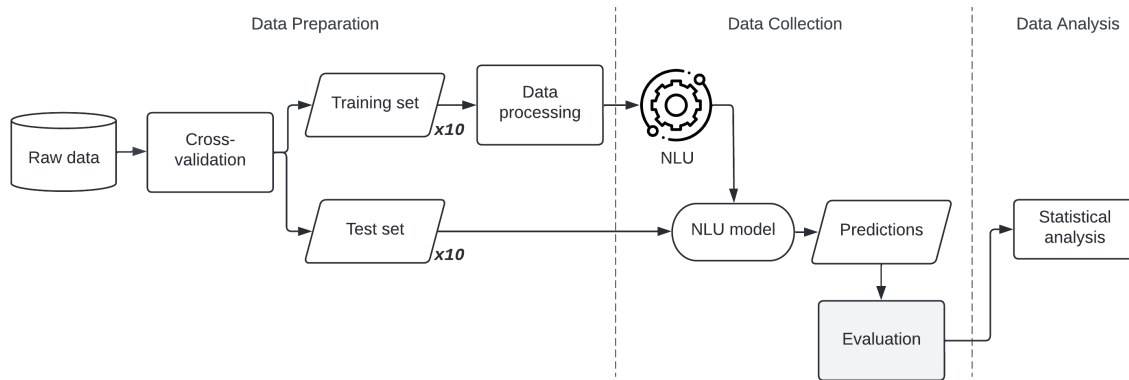 Data Preparation
Data Collection
Data Analysis
Raw data
Cross-
validation
Training set
x10
Data
processing
NLU
Test set
x10
NLU model
Predictions
Evaluation
Statistical
analysis